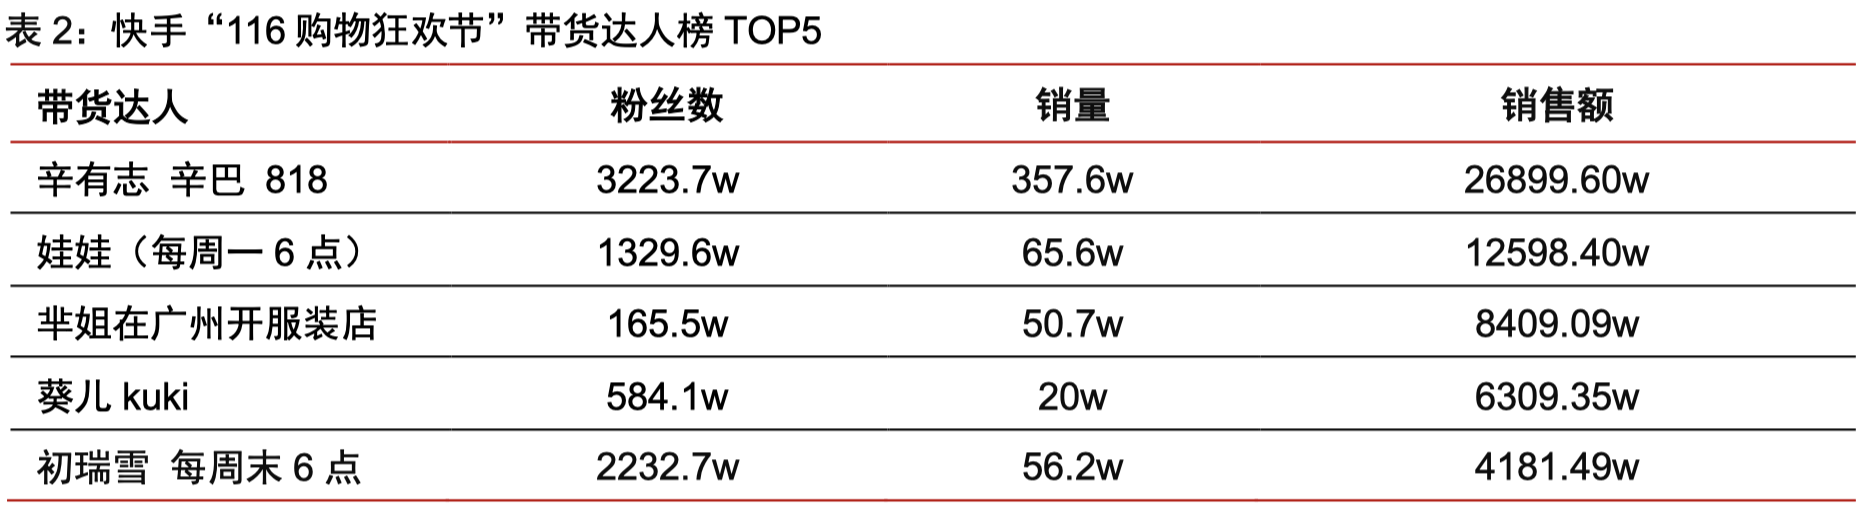 表 2：快手“116 购物狂欢节”带货达人榜 TOP5
带货达人 粉丝数 销量 销售额
辛有志 辛巴 818 3223.7w 357.6w 26899.60w
娃娃（每周一 6 点） 1329.6w 65.6w 12598.40w
芈姐在广州开服装店 165.5w 50.7w 8409.09w
葵儿 kuki 584.1w 20w 6309.35w
初瑞雪 每周末 6 点 2232.7w 56.2w 4181.49w